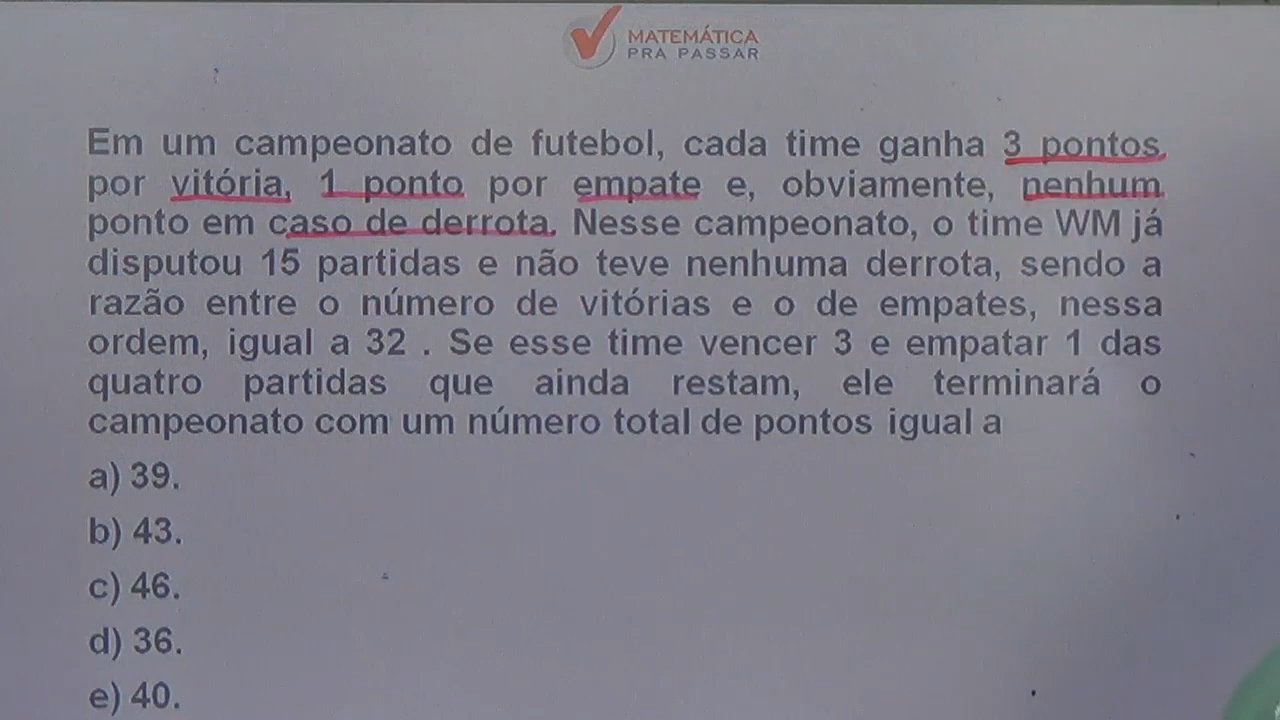 MATEMÁTICA
PRA PASSAR
Em um campeonato de futebol, cada time ganha 3 pontos
por vitória, 1 ponto por empate e, obviamente, nenhum
ponto em caso de derrota. Nesse campeonato, o time WM já
disputou 15 partidas e não teve nenhuma derrota, sendo a
razão entre o número de vitórias e o de empates, nessa
ordem, igual a 32 . Se esse time vencer 3 e empatar 1 das
quatro partidas que ainda restam, ele terminará o
campeonato com um número total de pontos igual a
a) 39.
b) 43.
c) 46.
d) 36.
e) 40.